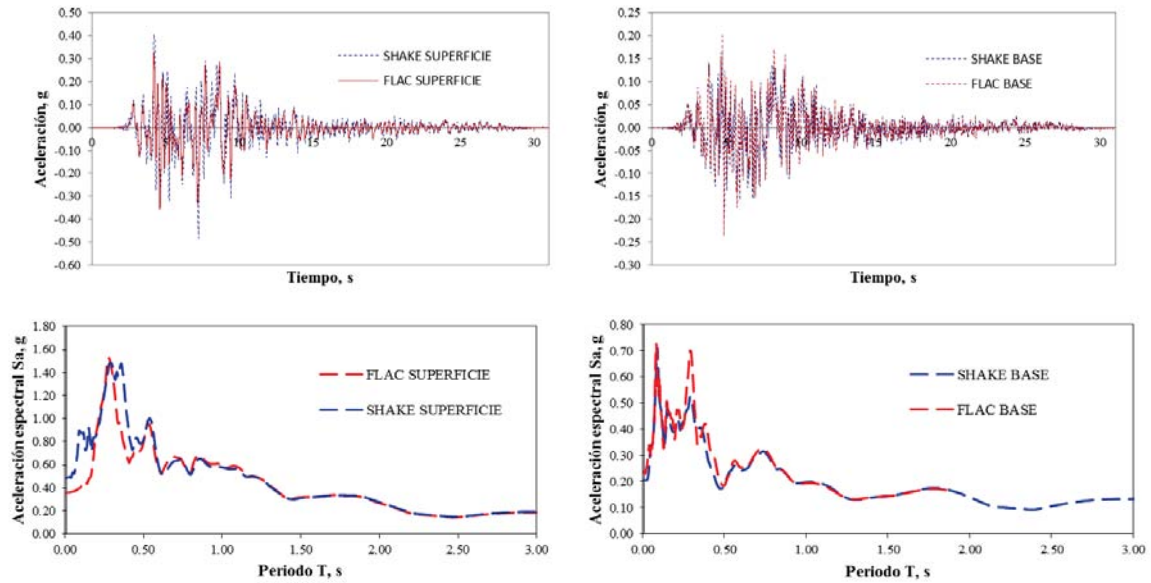 0.50
0.40
0.30
0.20
0.10
0.00
-0.10
-0.20
-0.30
-0.40
-0.50
-0.60
Aceleración, g
SHAKE SUPERFICIE
FLAC SUPERFICIE
0 5 10 15 20 25 30
Tiempo, s
0.25
0.20
0.15
0.10
0.05
0.00
-0.05
-0.10
-0.15
-0.20
-0.25
-0.30
Aceleración, g
SHAKE BASE
FLAC BASE
0 5 10 15 20 25 30
Tiempo, s
1.80
1.60
1.40
1.20
1.00
0.80
0.60
0.40
0.20
0.00
Aceleración espectral Sa, g
FLAC SUPERFICIE
SHAKE SUPERFICIE
0.00 0.50 1.00 1.50 2.00 2.50 3.00
Periodo T, s
0.80
0.70
0.60
0.50
0.40
0.30
0.20
0.10
0.00
Aceleración espectral Sa, g
SHAKE BASE
FLAC BASE
0.00 0.50 1.00 1.50 2.00 2.50 3.00
Periodo T, s